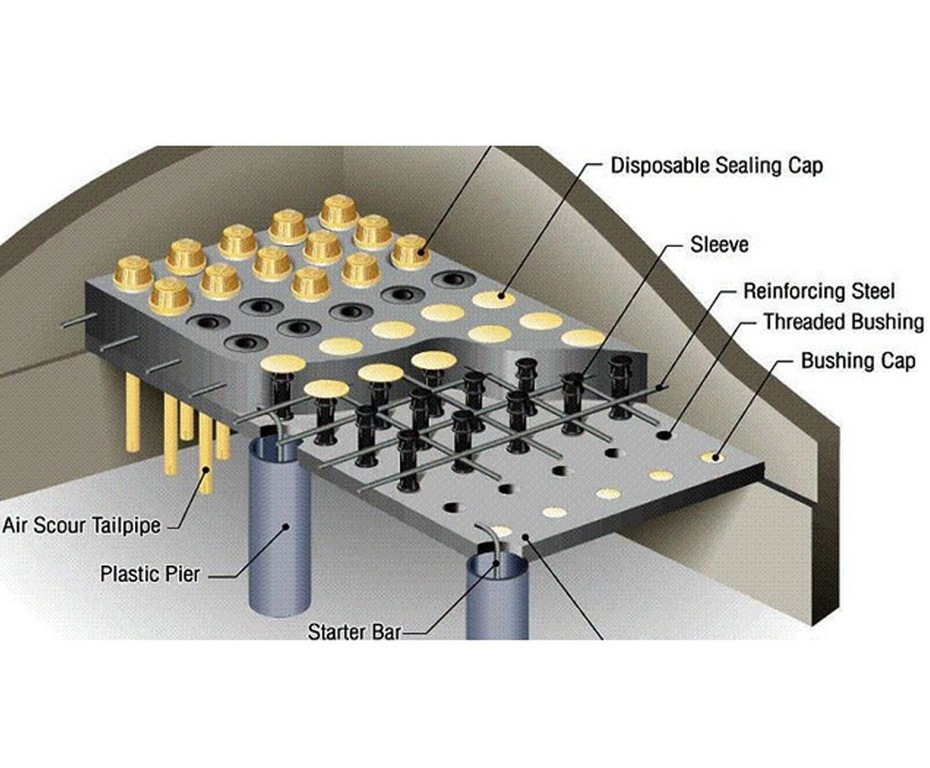 Disposable Sealing Cap
Sleeve
Reinforcing Steel
Threaded Bushing
Bushing Cap
Air Scour Tailpipe
Plastic Pier
Starter Bar